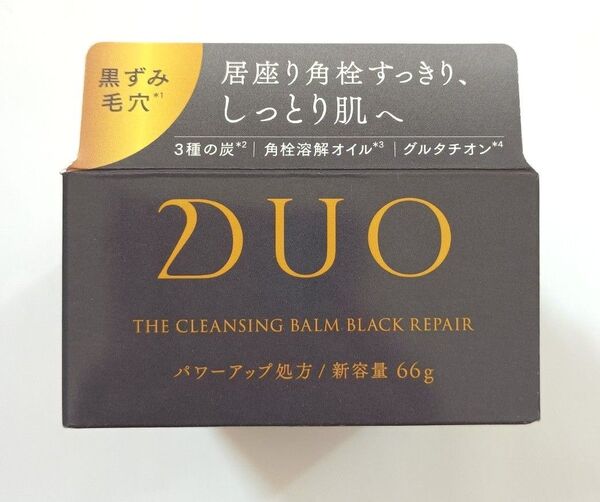 黒ずみ
毛穴*1
居座り角栓すっきり、
しっとり肌へ
3種の炭*2 | 角栓溶解オイル*3 | グルタチオン*4
DUO
THE CLEANSING BALM BLACK REPAIR
パワーアップ処方 / 新容量 66g